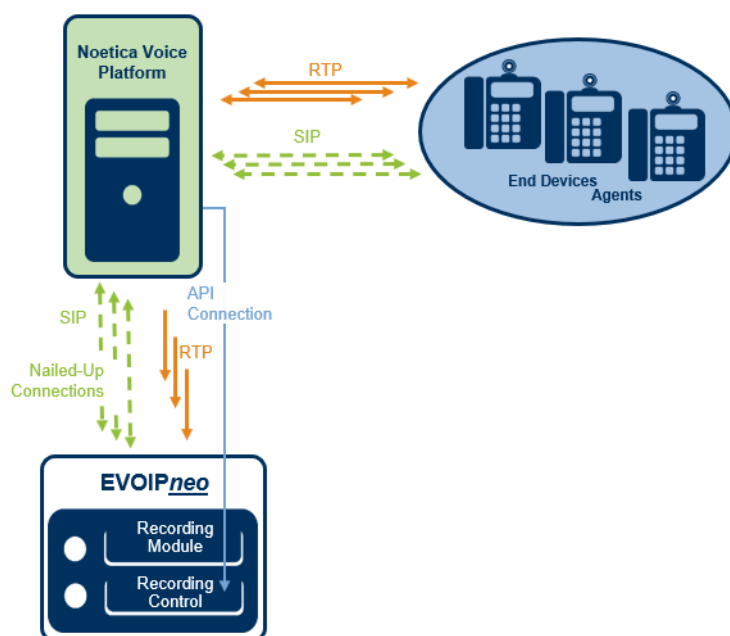 Noetica Voice
Platform
RTP
SIP
End Devices
Agents
API
Connection
SIP
RTP
Nailed-Up
Connections
EVOIPneo
Recording
Module
Recording
Control